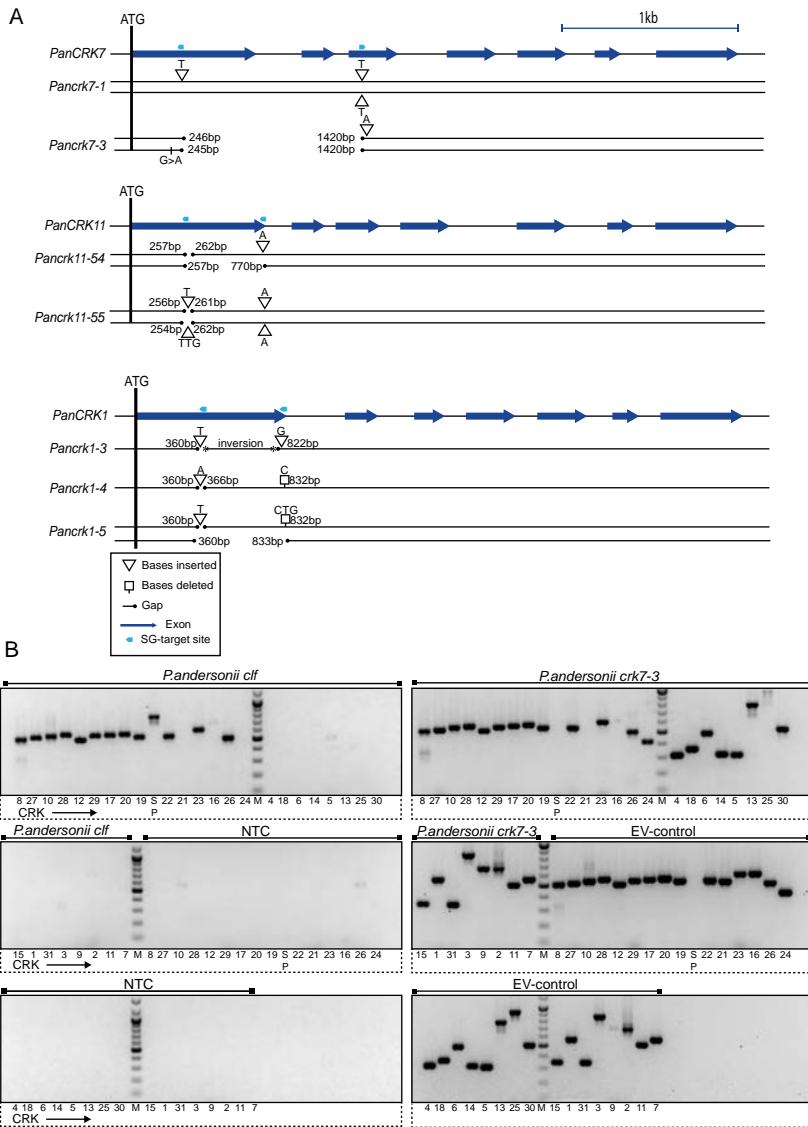 A
ATG
1kb
PanCRK7
T T
Pancrk7-1
T
A
Pancrk7-3
246bp 1420bp
245bp 1420bp
G>A
ATG
PanCRK11
A
257bp 262bp
Pancrk11-54
257bp 770bp
T A
256bp 261bp
Pancrk11-55
254bp 262bp
TTG A
ATG
PanCRK1
T G
Pancrk1-3 360bp inversion 822bp
A C
Pancrk1-4 360bp 366bp 832bp
T CTG
360bp 832bp
Pancrk1-5
360bp 833bp
Bases inserted
Bases deleted
Gap
Exon
SG-target site
B
P.andersonii clf
8 27 10 28 12 29 17 20 19 S 22 21 23 16 26 24 M 4 18 6 14 5 13 25 30
P
CRK
P.andersonii crk7-3
8 27 10 28 12 29 17 20 19 S 22 21 23 16 26 24 M 4 18 6 14 5 13 25 30
P
P.andersonii clf NTC
15 1 31 3 9 2 11 7 M 8 27 10 28 12 29 17 20 19 S 22 21 23 16 26 24
P
CRK
P.andersonii crk7-3 EV-control
15 1 31 3 9 2 11 7 M 8 27 10 28 12 29 17 20 19 S 22 21 23 16 26 24
P
NTC
4 18 6 14 5 13 25 30 M 15 1 31 3 9 2 11 7
CRK
EV-control
4 18 6 14 5 13 25 30 M 15 1 31 3 9 2 11 7